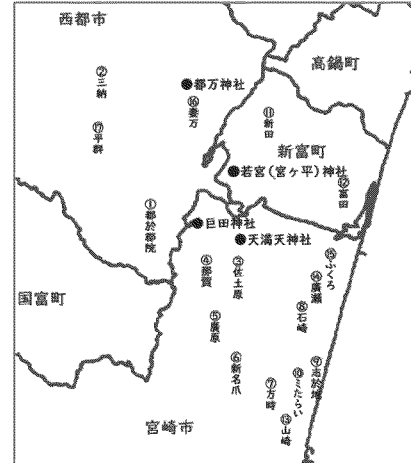 西都市
高鍋町
②三納
●都万神社
⑯妻万
⑪新田
⑰平群
新富町
●若宮(宮ヶ平)神社
⑫富田
①都於郡院
●巨田神社
●天満天神社
④那賀
③佐土原
⑮ふくろ
⑭廣瀬
国富町
⑤廣原
⑧石崎
⑥新名爪
⑨志於地
⑩ミたらい
⑦方時
⑬山崎
宮崎市